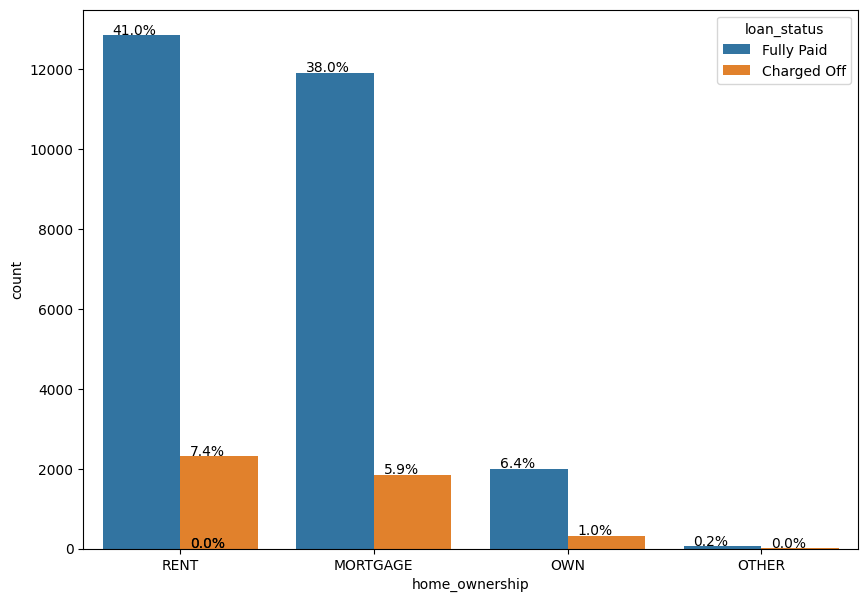 41.0%
38.0%
7.4%
5.9%
6.4%
1.0%
0.2%
0.0%
0.0%
loan_status
Fully Paid
Charged Off
12000
10000
8000
6000
4000
2000
0
count
RENT
MORTGAGE
OWN
OTHER
home_ownership